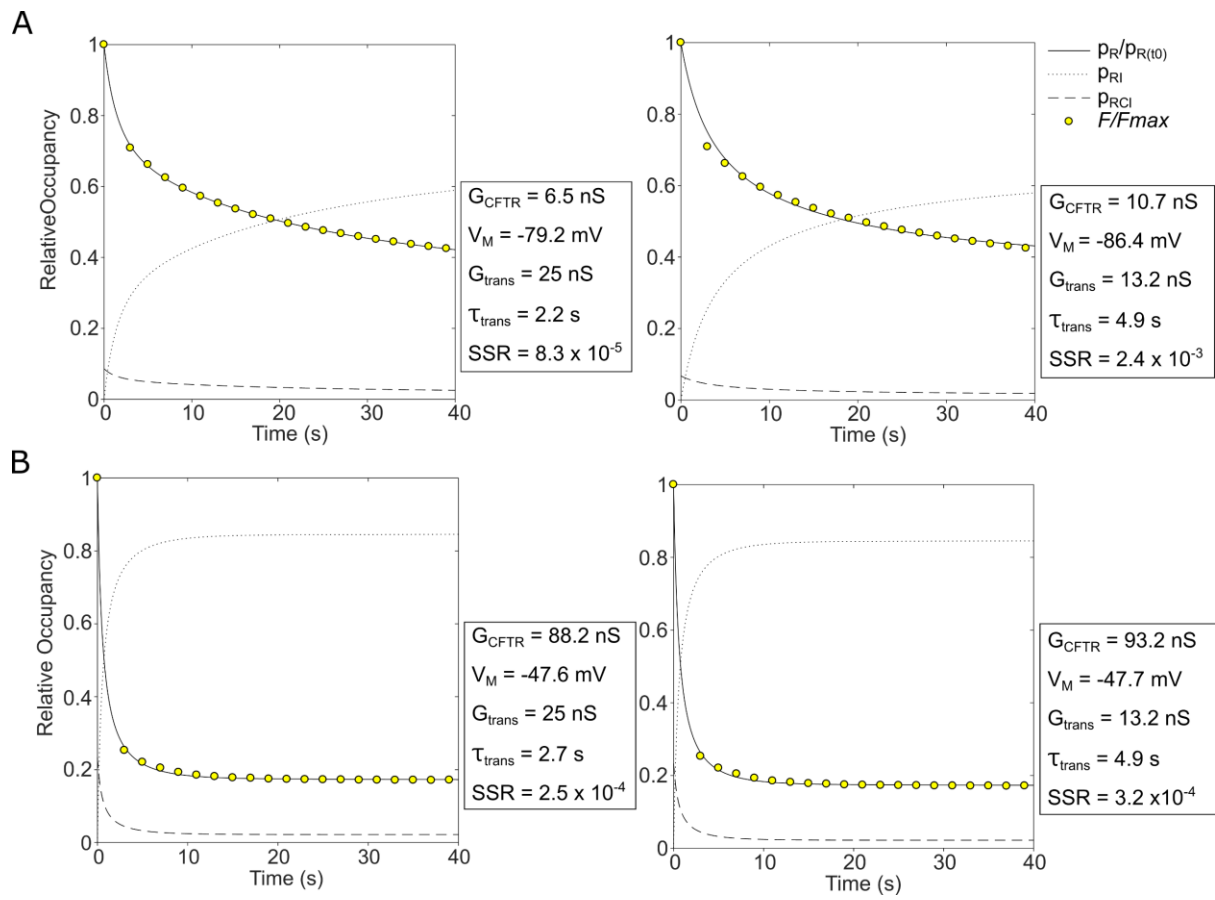 A
1
0.8
0.6
0.4
0.2
0
RelativeOccupancy
0 10 20 30 40
Time (s)
G_CFTR = 6.5 nS
V_M = -79.2 mV
G_trans = 25 nS
τ_trans = 2.2 s
SSR = 8.3 x 10^-5
1
0.8
0.6
0.4
0.2
0
0 10 20 30 40
Time (s)
p_R/p_R(t0)
p_RI
p_RCI
F/Fmax
G_CFTR = 10.7 nS
V_M = -86.4 mV
G_trans = 13.2 nS
τ_trans = 4.9 s
SSR = 2.4 x 10^-3
B
1
0.8
0.6
0.4
0.2
0
Relative Occupancy
0 10 20 30 40
Time (s)
G_CFTR = 88.2 nS
V_M = -47.6 mV
G_trans = 25 nS
τ_trans = 2.7 s
SSR = 2.5 x 10^-4
1
0.8
0.6
0.4
0.2
0
0 10 20 30 40
Time (s)
G_CFTR = 93.2 nS
V_M = -47.7 mV
G_trans = 13.2 nS
τ_trans = 4.9 s
SSR = 3.2 x10^-4